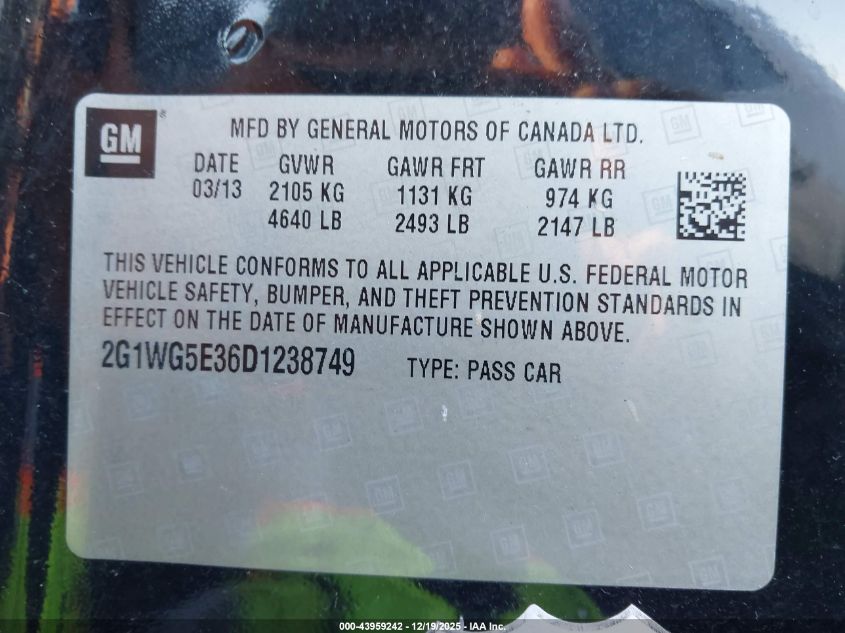 GM ®
MFD BY GENERAL MOTORS OF CANADA LTD.
DATE GVWR GAWR FRT GAWR RR
03/13 2105 KG 1131 KG 974 KG
4640 LB 2493 LB 2147 LB
THIS VEHICLE CONFORMS TO ALL APPLICABLE U.S. FEDERAL MOTOR
VEHICLE SAFETY, BUMPER, AND THEFT PREVENTION STANDARDS IN
EFFECT ON THE DATE OF MANUFACTURE SHOWN ABOVE.
2G1WG5E36D1238749 TYPE: PASS CAR
000-43959242 - 12/19/2025 - IAA Inc.